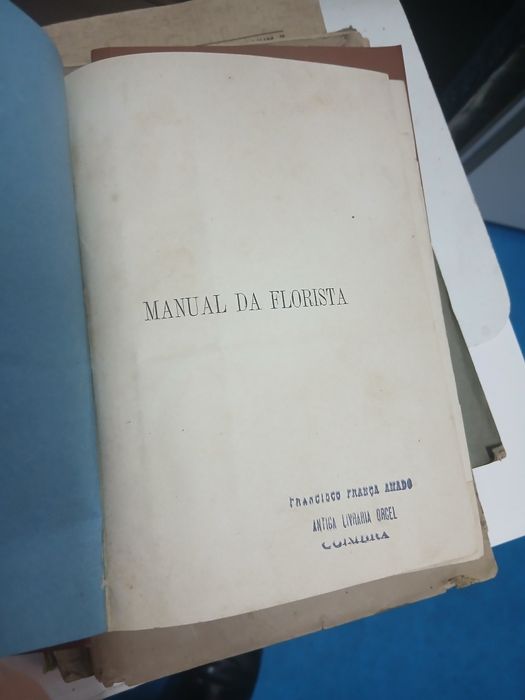 MANUAL DA FLORISTA
FRANCISCO FRANÇA AMADO
ANTIGA LIVRARIA ORCEL
COIMBRA